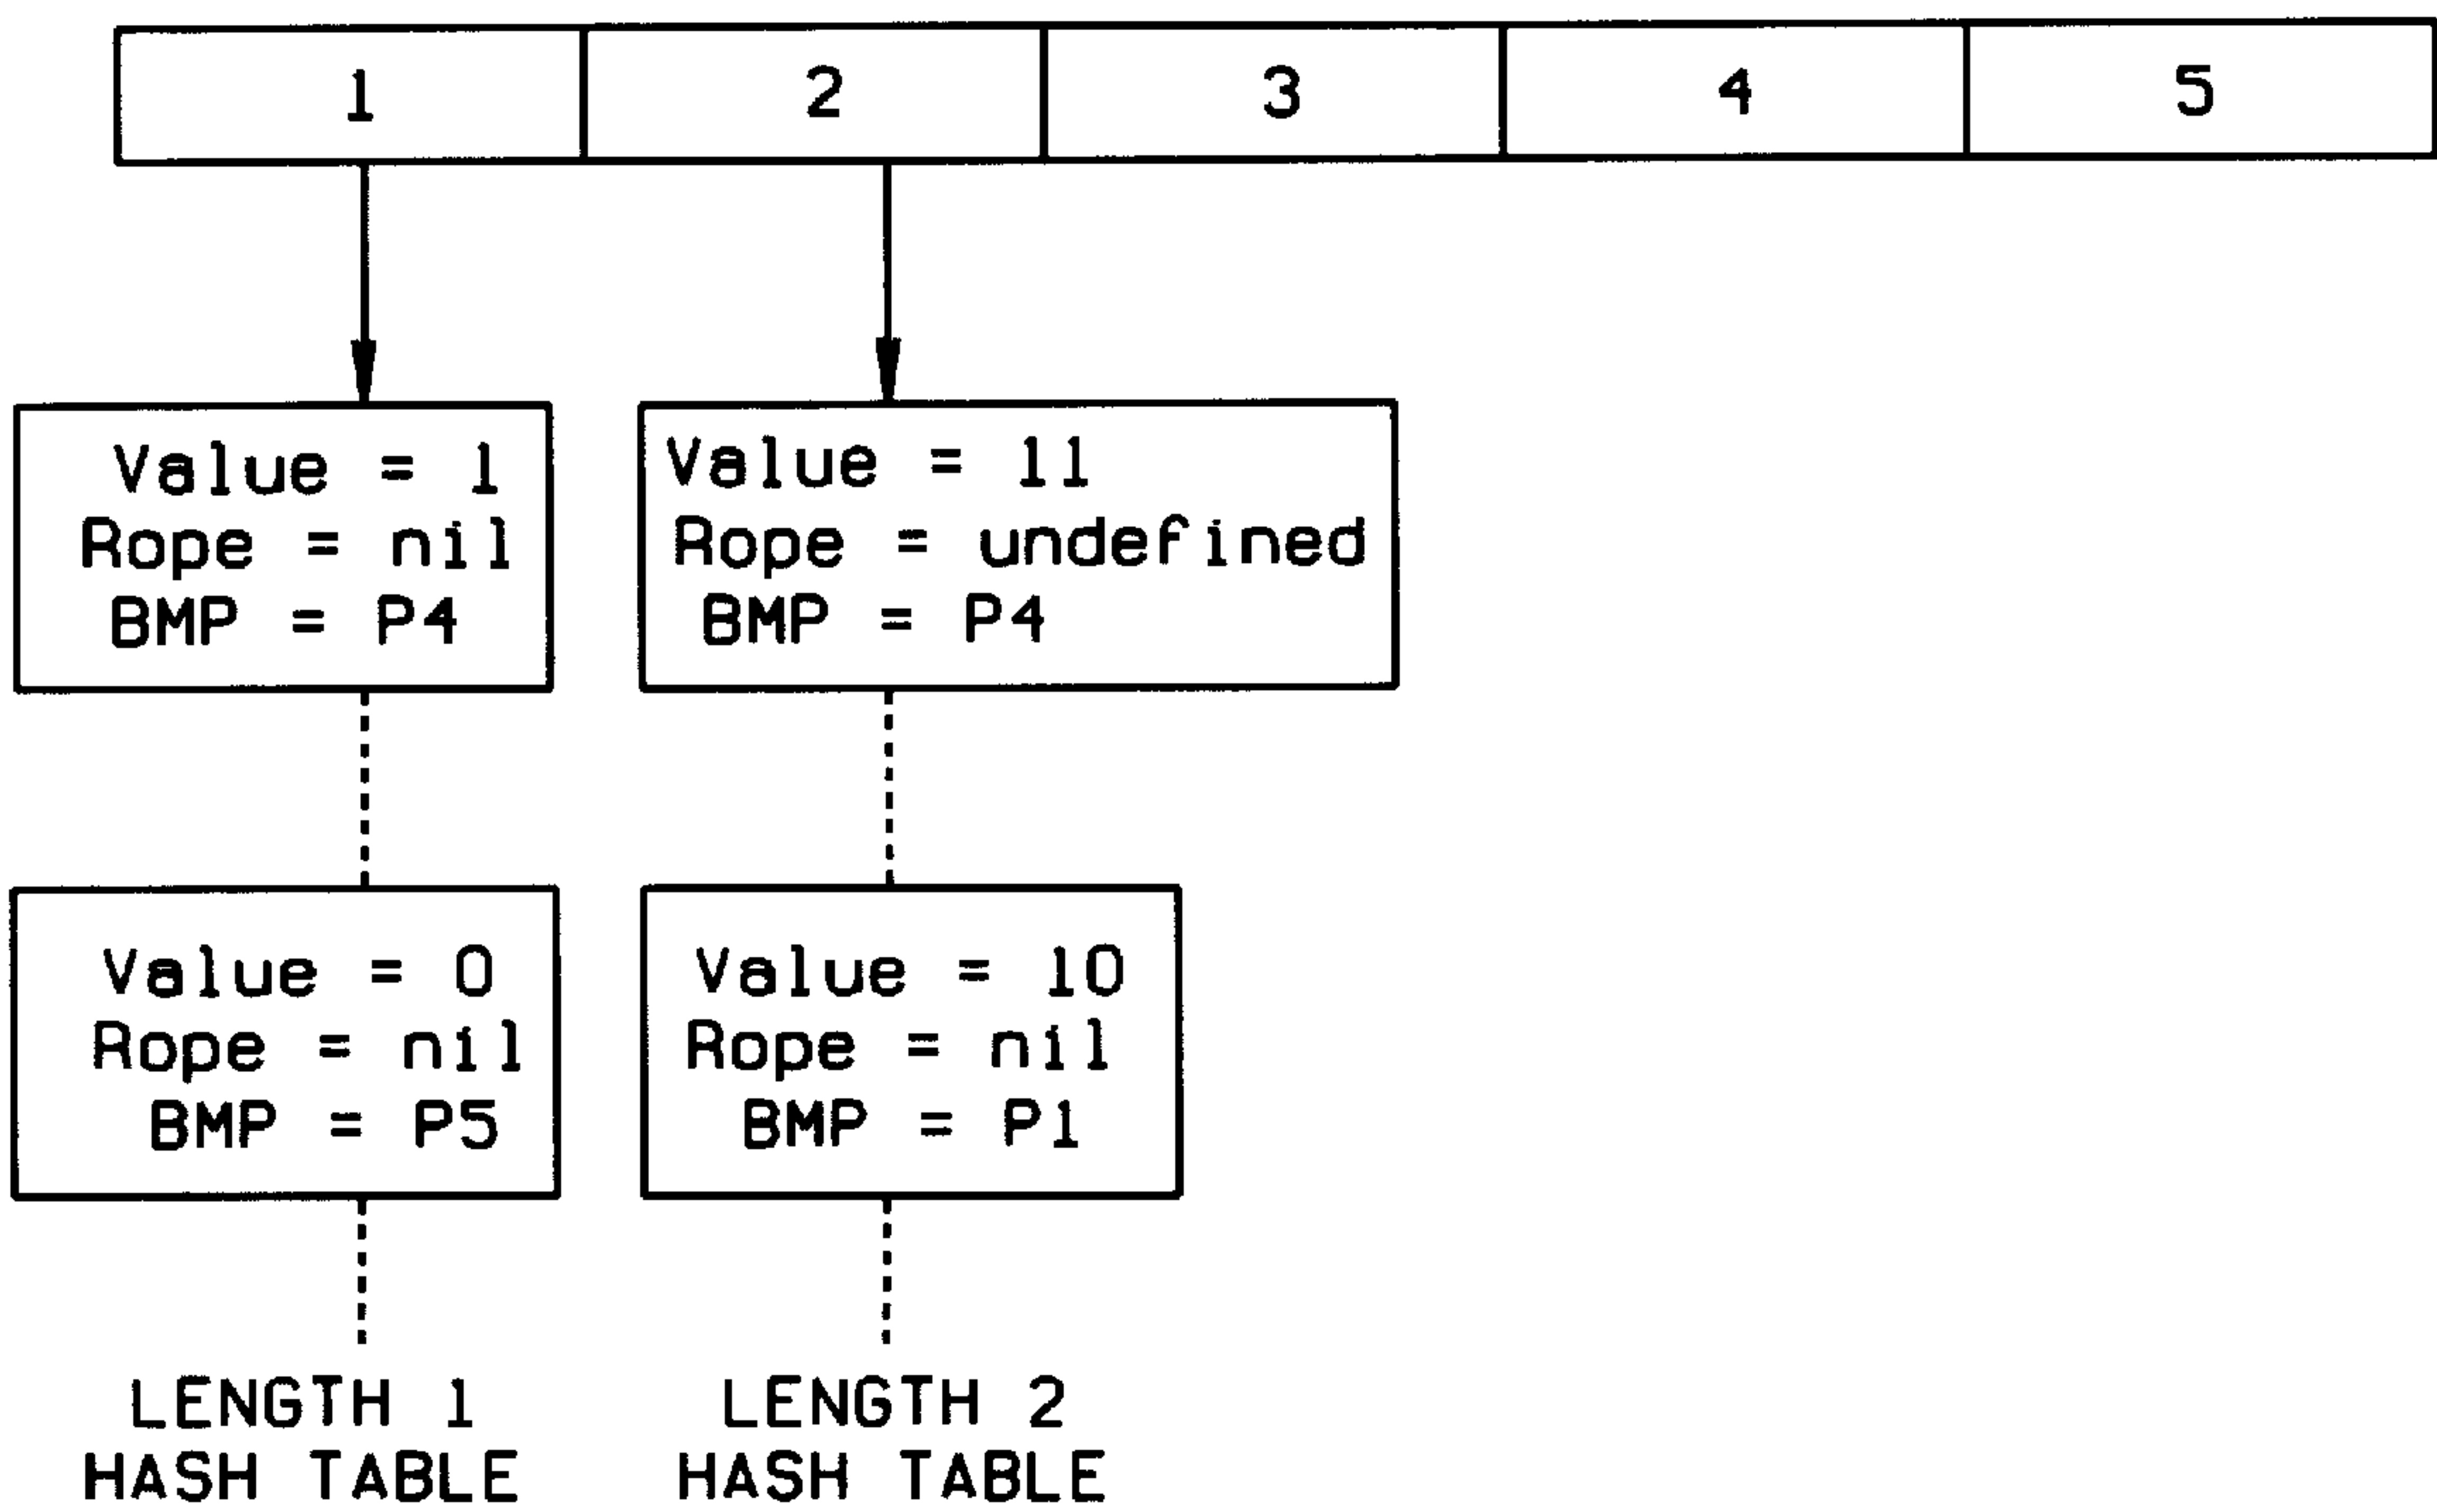 1 2 3 4 5
Value = 1
Rope = nil
BMP = P4
Value = 11
Rope = undefined
BMP = P4
Value = 0
Rope = nil
BMP = P5
Value = 10
Rope = nil
BMP = P1
LENGTH 1
HASH TABLE
LENGTH 2
HASH TABLE